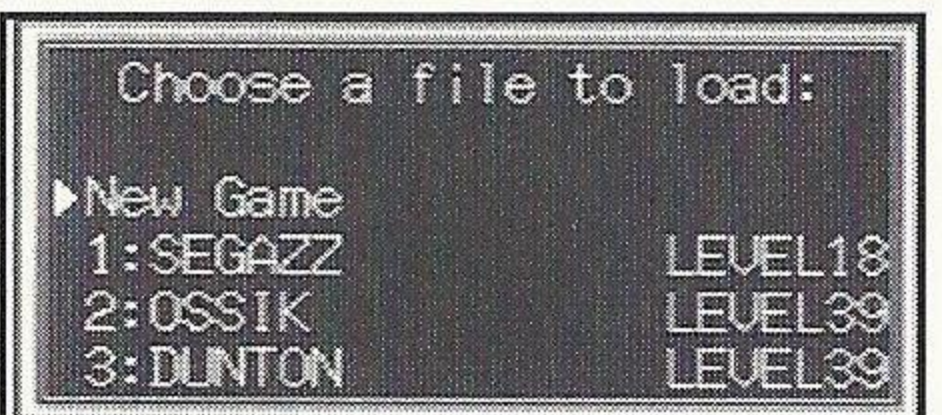 Choose a file to load:
New Game
1:SEGAZZ LEVEL18
2:OSSIK LEVEL39
3:DUNTON LEVEL39